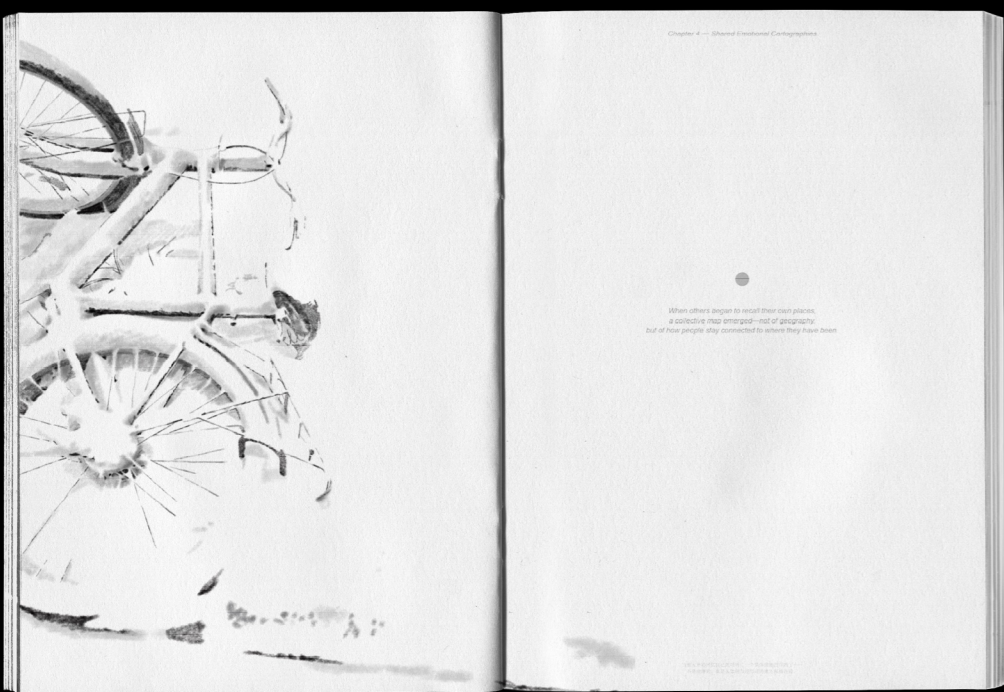 Chapter 4 — Shared Emotional Cartographies
When others began to recall their own places,
a collective map emerged—not of geography,
but of how people stay connected to where they have been.